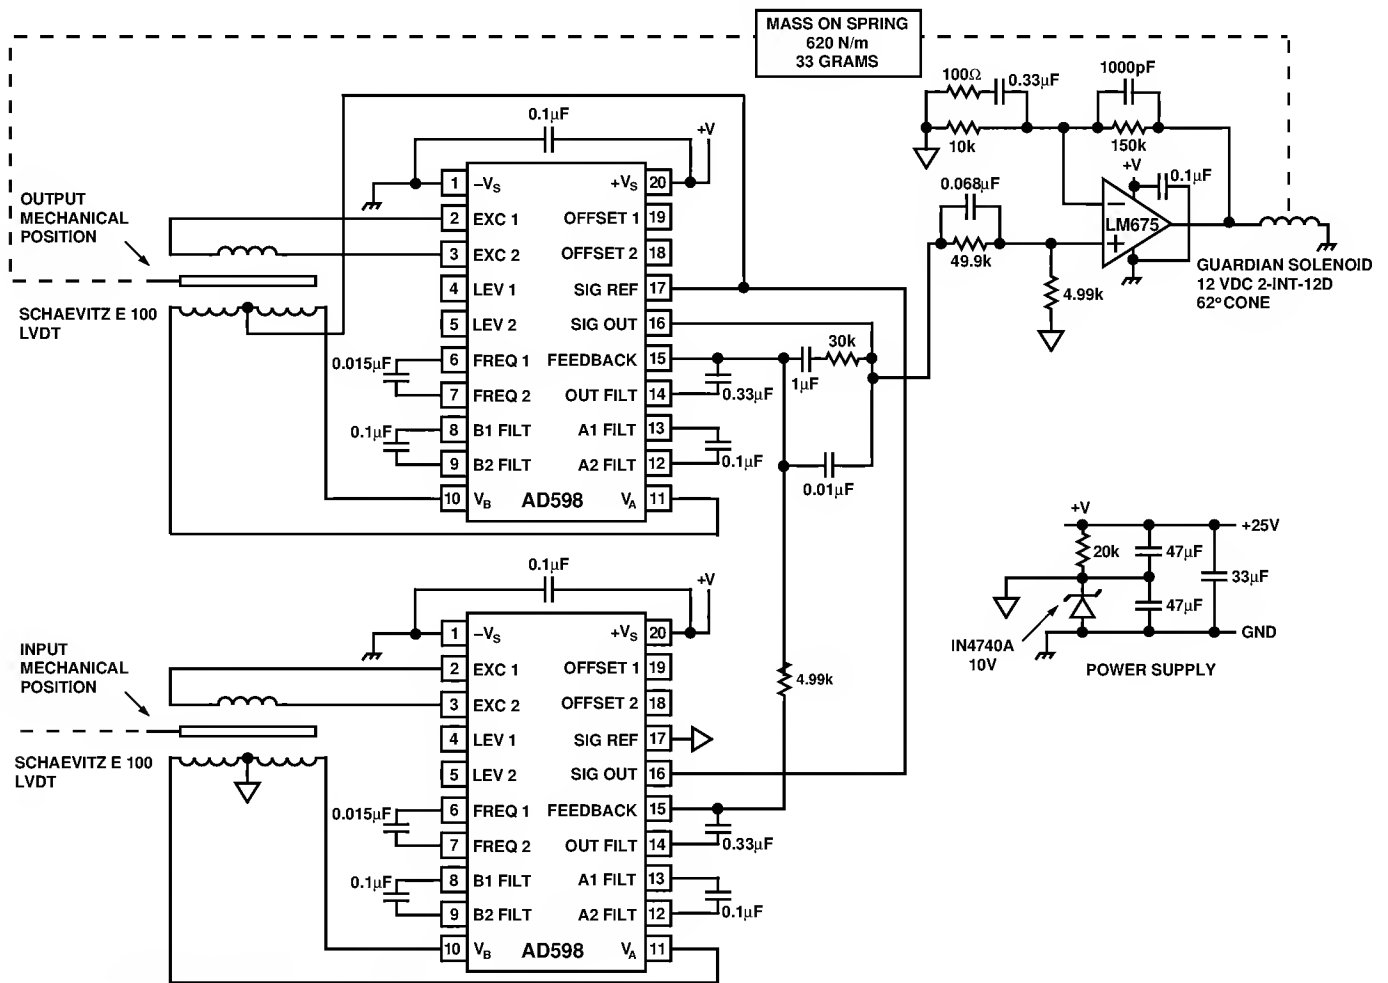 MASS ON SPRING
620 N/m
33 GRAMS
100Ω
0.33µF
1000pF
10k
150k
+V
0.1µF
0.068µF
LM675
49.9k
4.99k
GUARDIAN SOLENOID
12 VDC 2-INT-12D
62° CONE
0.1µF
+V
OUTPUT
MECHANICAL
POSITION
SCHAEVITZ E 100
LVDT
0.015µF
0.1µF
1 –VS
2 EXC 1
3 EXC 2
4 LEV 1
5 LEV 2
6 FREQ 1
7 FREQ 2
8 B1 FILT
9 B2 FILT
10 VB
AD598
+VS 20
OFFSET 1 19
OFFSET 2 18
SIG REF 17
SIG OUT 16
FEEDBACK 15
OUT FILT 14
A1 FILT 13
A2 FILT 12
VA 11
30k
1µF
0.33µF
0.1µF
0.01µF
4.99k
+V
+25V
20k
47µF
47µF
33µF
GND
IN4740A
10V
POWER SUPPLY
0.1µF
+V
INPUT
MECHANICAL
POSITION
SCHAEVITZ E 100
LVDT
0.015µF
0.1µF
1 –VS
2 EXC 1
3 EXC 2
4 LEV 1
5 LEV 2
6 FREQ 1
7 FREQ 2
8 B1 FILT
9 B2 FILT
10 VB
AD598
+VS 20
OFFSET 1 19
OFFSET 2 18
SIG REF 17
SIG OUT 16
FEEDBACK 15
OUT FILT 14
A1 FILT 13
A2 FILT 12
VA 11
0.33µF
0.1µF